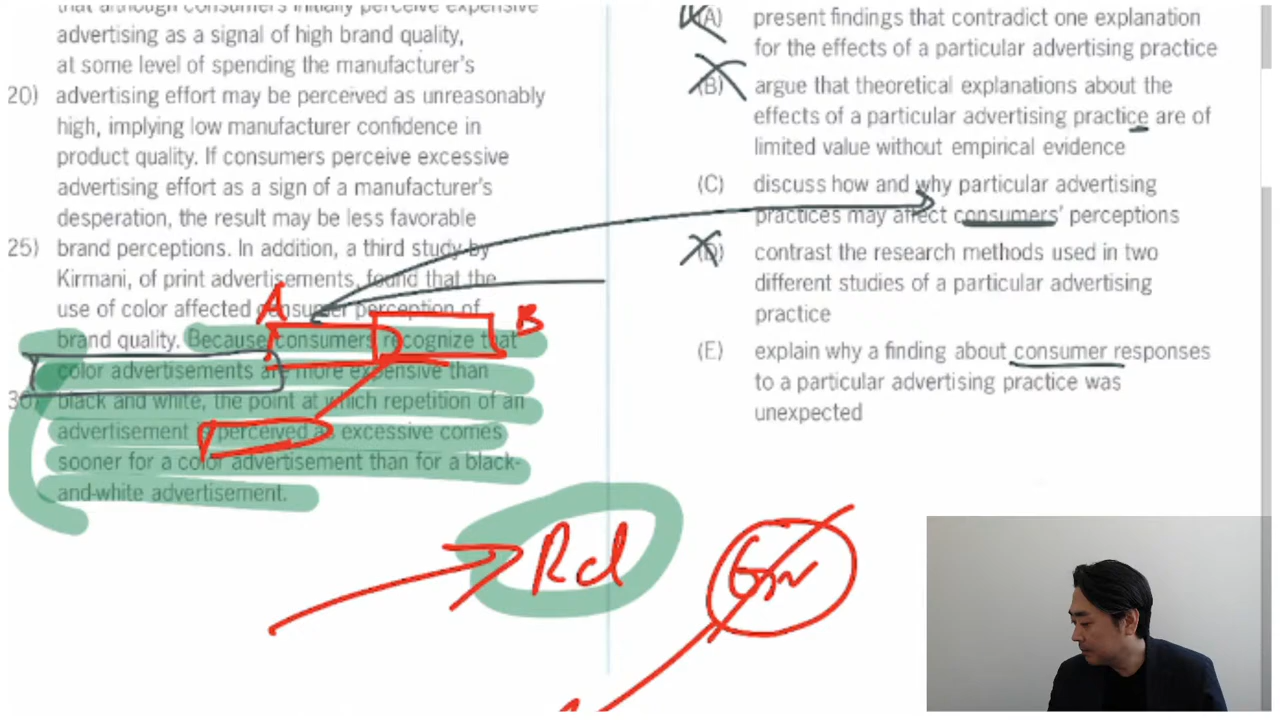 that although consumers initially perceive expensive
advertising as a signal of high brand quality,
at some level of spending the manufacturer's
20) advertising effort may be perceived as unreasonably
high, implying low manufacturer confidence in
product quality. If consumers perceive excessive
advertising effort as a sign of a manufacturer's
desperation, the result may be less favorable
25) brand perceptions. In addition, a third study by
Kirmani, of print advertisements, found that the
use of color affected consumer perception of
brand quality. Because consumers recognize that
color advertisements are more expensive than
30) black and white, the point at which repetition of an
advertisement is perceived as excessive comes
sooner for a color advertisement than for a black-
and-white advertisement.
A
B
(A) present findings that contradict one explanation
for the effects of a particular advertising practice
(B) argue that theoretical explanations about the
effects of a particular advertising practice are of
limited value without empirical evidence
(C) discuss how and why particular advertising
practices may affect consumers' perceptions
(D) contrast the research methods used in two
different studies of a particular advertising
practice
(E) explain why a finding about consumer responses
to a particular advertising practice was
unexpected
Rd